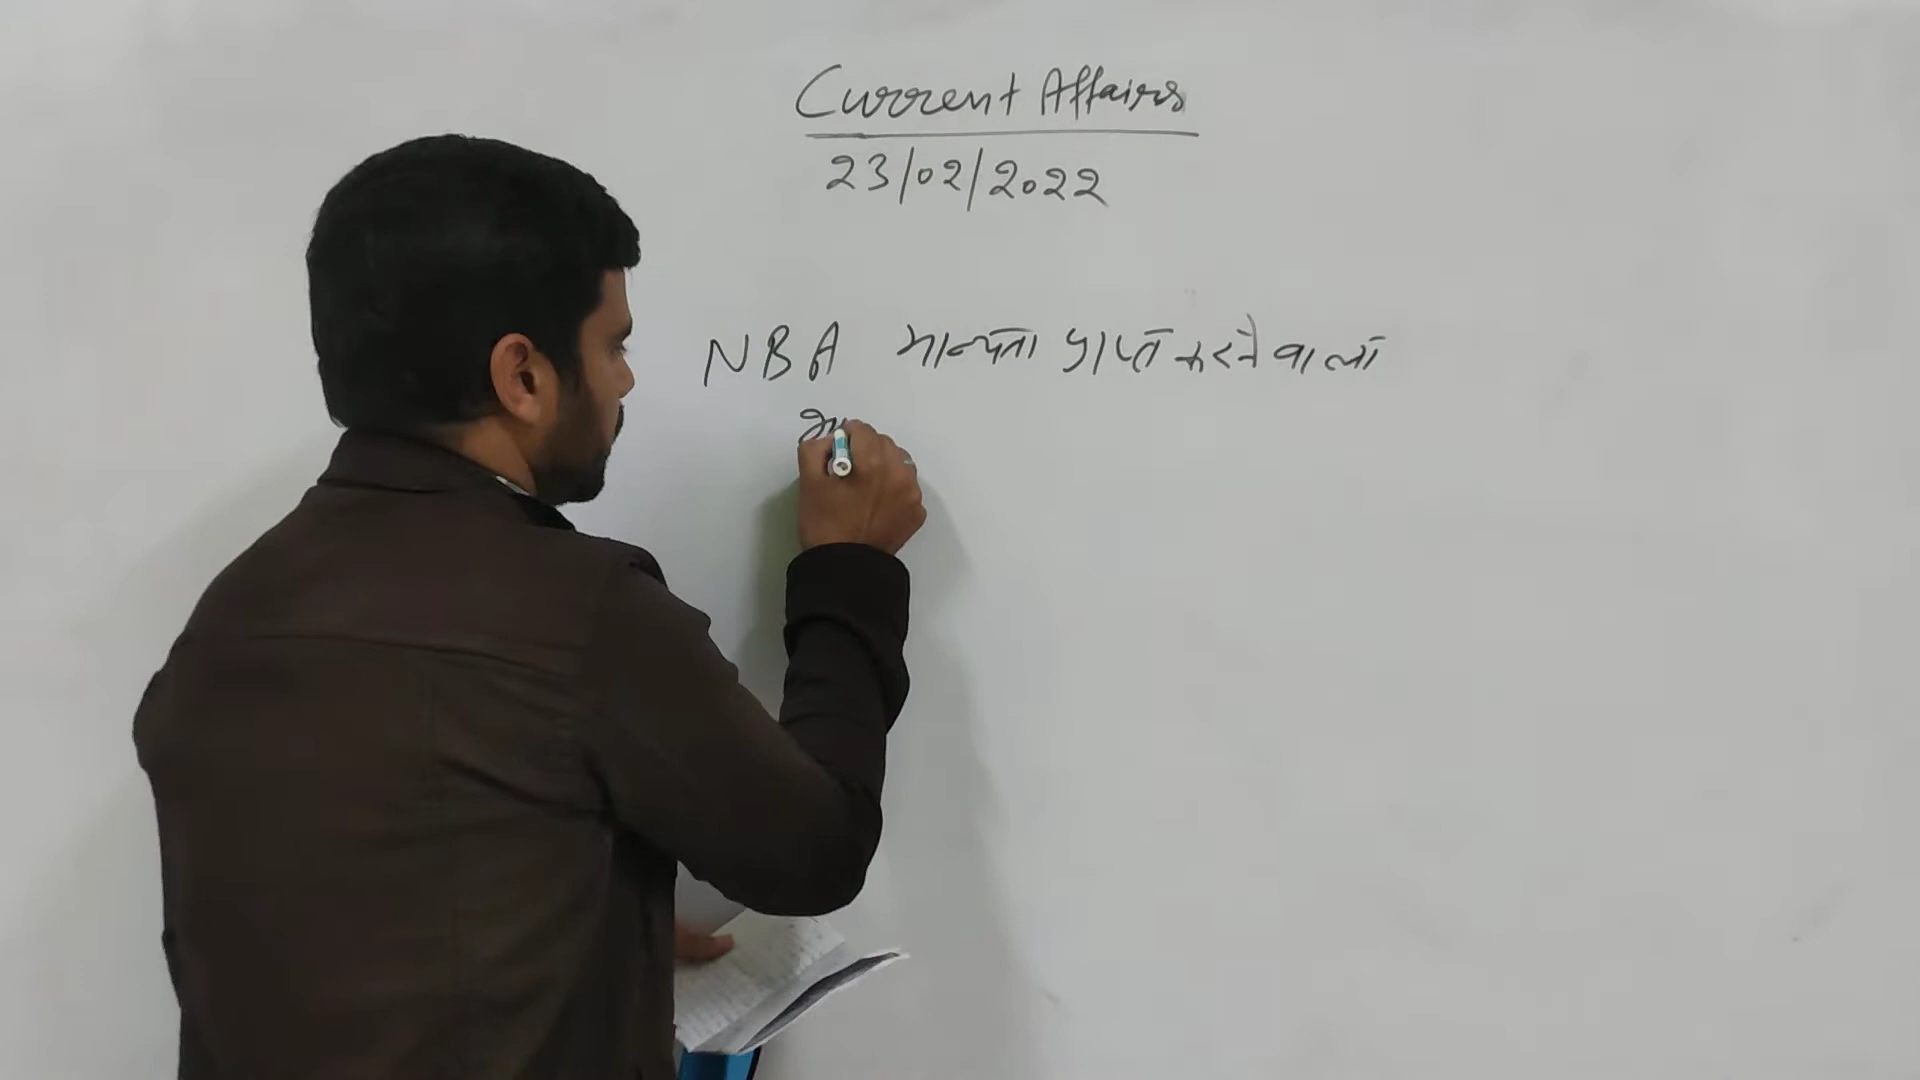 Current Affairs
23/02/2022
NBA मान्यता प्राप्त करने वाला